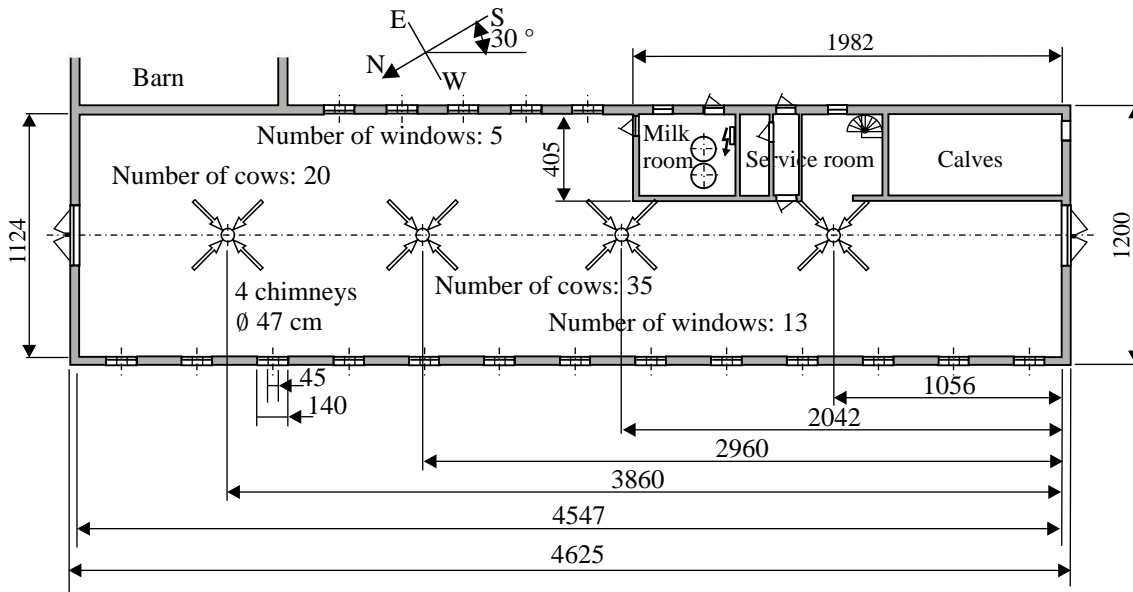 E
S
30 °
N
W
1982
Barn
Number of windows: 5
Milk
room
Service room
Calves
405
Number of cows: 20
1124
1200
4 chimneys
Ø 47 cm
Number of cows: 35
Number of windows: 13
45
140
1056
2042
2960
3860
4547
4625